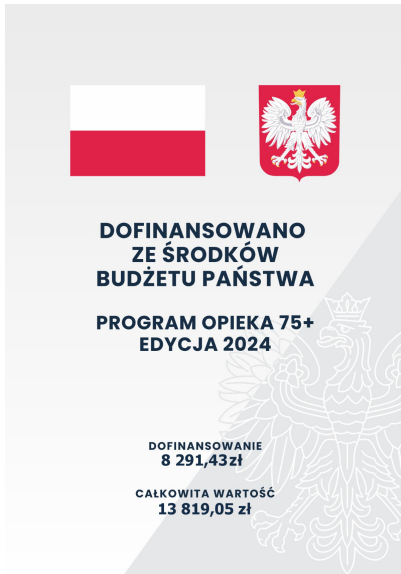 DOFINANSOWANO
ZE ŚRODKÓW
BUDŻETU PAŃSTWA
PROGRAM OPIEKA 75+
EDYCJA 2024
DOFINANSOWANIE
8 291,43zł
CAŁKOWITA WARTOŚĆ
13 819,05 zł